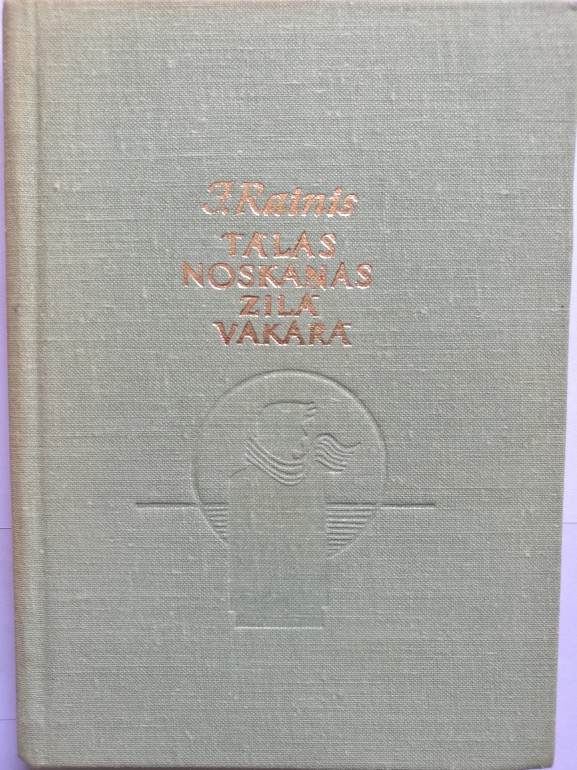 J. Rainis
TĀLAS
NOSKAŅAS
ZILĀ
VAKARĀ